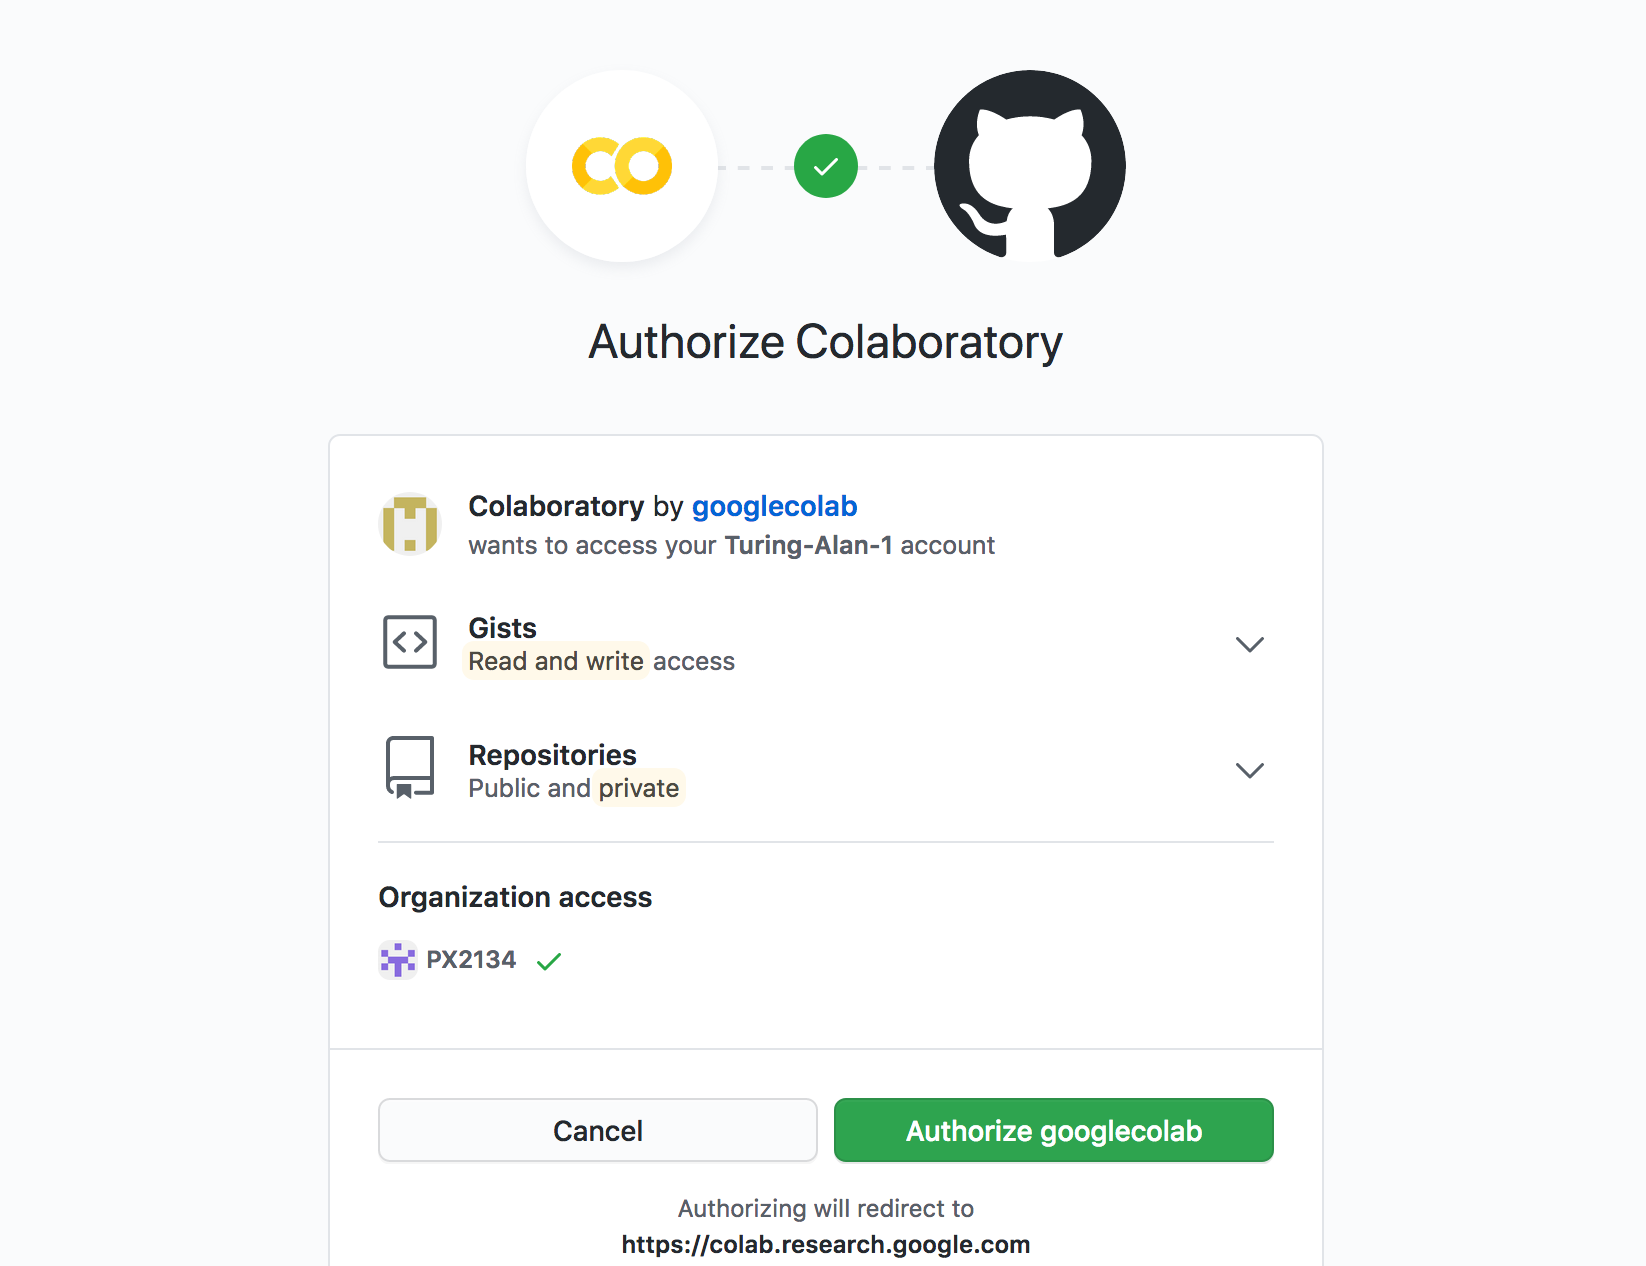 Authorize Colaboratory
Colaboratory by googlecolab
wants to access your Turing-Alan-1 account
Gists
Read and write access
Repositories
Public and private
Organization access
PX2134
Cancel
Authorize googlecolab
Authorizing will redirect to
https://colab.research.google.com